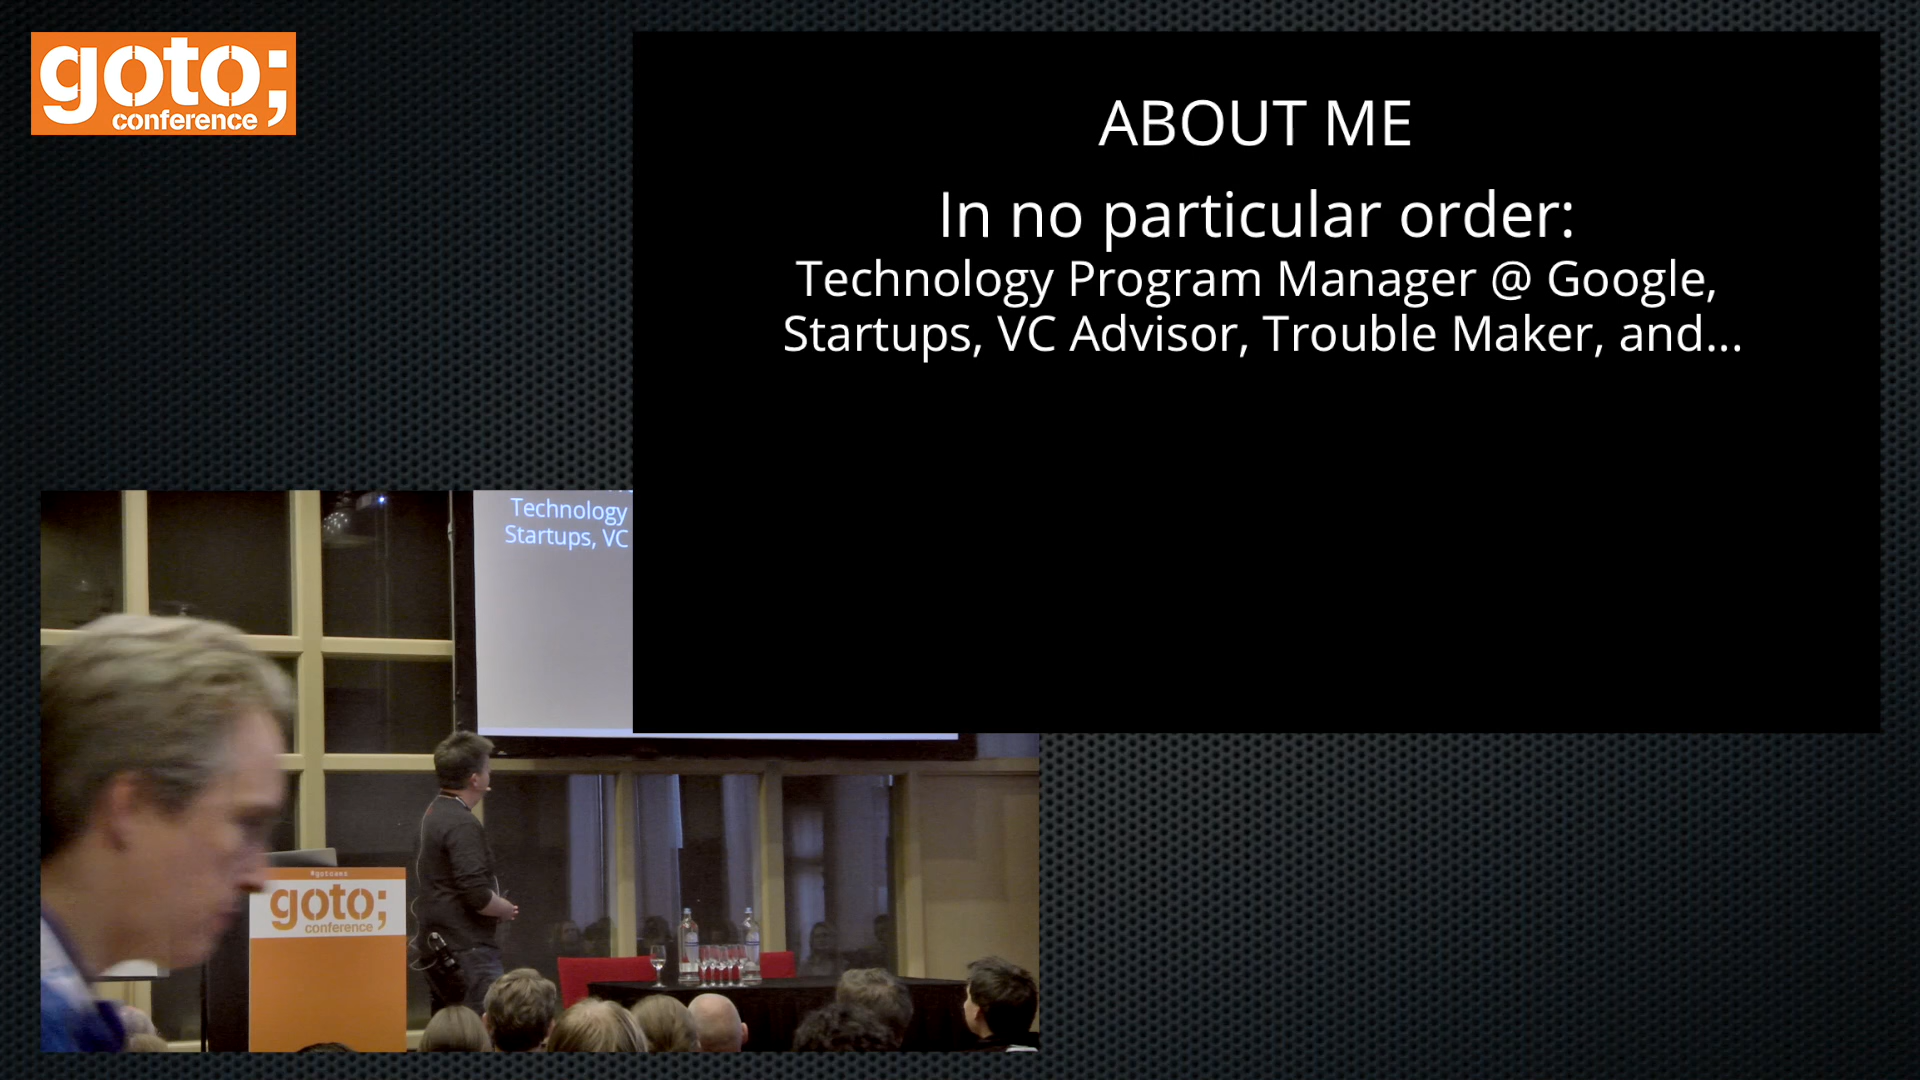 goto;
conference
ABOUT ME
In no particular order:
Technology Program Manager @ Google,
Startups, VC Advisor, Trouble Maker, and...
Technology
Startups, VC
#gotoams
goto;
conference